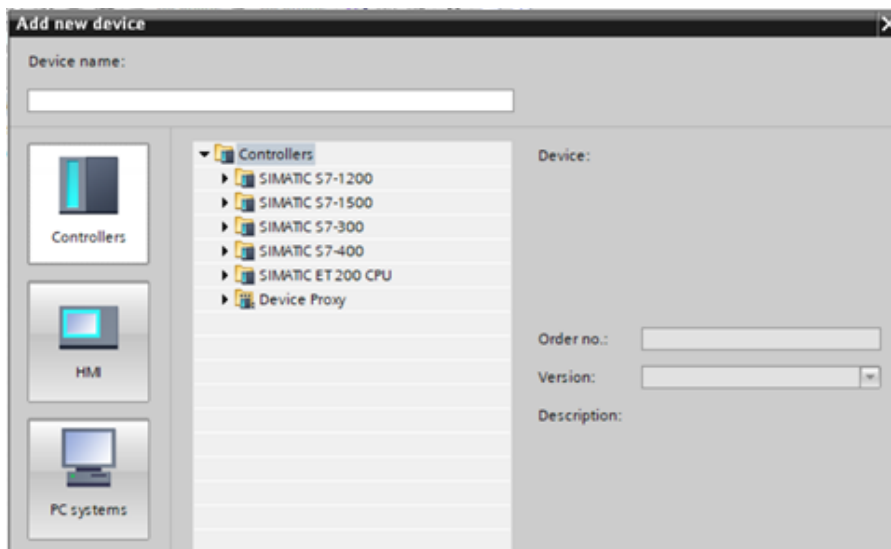 Add new device
Device name:
Controllers
HMI
PC systems
Controllers
SIMATIC S7-1200
SIMATIC S7-1500
SIMATIC S7-300
SIMATIC S7-400
SIMATIC ET 200 CPU
Device Proxy
Device:
Order no.:
Version:
Description: